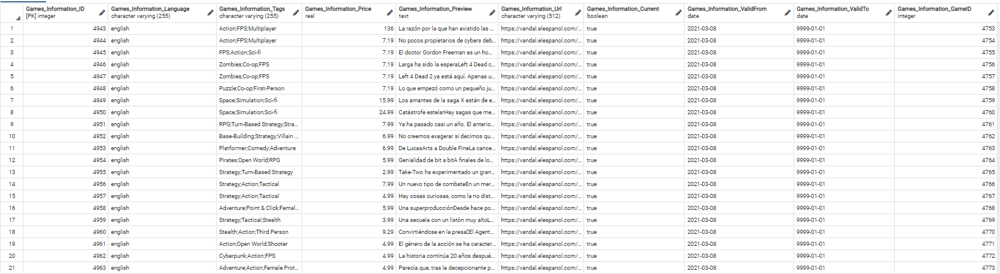 Games_Information_ID Games_Information_Language Games_Information_Tags Games_Information_Price Games_Information_Preview Games_Information_Url Games_Information_Current Games_Information_ValidFrom Games_Information_ValidTo Games_Information_GameID
[PK] integer character varying (255) character varying (255) real text character varying (512) boolean date date integer
1 4943 english Action;FPS;Multiplayer 136 La razón por la que han existido las ... https://vandal.elespanol.com/... true 2021-03-08 9999-01-01 4753
2 4944 english Action;FPS;Multiplayer 7.19 No pocos propietarios de cybers deb... https://vandal.elespanol.com/... true 2021-03-08 9999-01-01 4754
3 4945 english FPS;Action;Sci-fi 7.19 El doctor Gordon Freeman es un ho... https://vandal.elespanol.com/... true 2021-03-08 9999-01-01 4755
4 4946 english Zombies;Co-op;FPS 7.19 Larga ha sido la esperaLeft 4 Dead c... https://vandal.elespanol.com/... true 2021-03-08 9999-01-01 4756
5 4947 english Zombies;Co-op;FPS 7.19 Left 4 Dead 2 ya está aquí. Apenas u... https://vandal.elespanol.com/... true 2021-03-08 9999-01-01 4757
6 4948 english Puzzle;Co-op;First-Person 7.19 Lo que empezó como un pequeño ju... https://vandal.elespanol.com/... true 2021-03-08 9999-01-01 4758
7 4949 english Space;Simulation;Sci-fi 15.99 Los amantes de la saga X están de e... https://vandal.elespanol.com/... true 2021-03-08 9999-01-01 4759
8 4950 english Space;Simulation;Sci-fi 24.99 Catástrofe estelarHay sagas que me... https://vandal.elespanol.com/... true 2021-03-08 9999-01-01 4760
9 4951 english RPG;Turn-Based Strategy;Stra... 7.99 Ya ha pasado casi un año. El anterio... https://vandal.elespanol.com/... true 2021-03-08 9999-01-01 4761
10 4952 english Base-Building;Strategy;Villain ... 6.99 No creemos exagerar si decimos qu... https://vandal.elespanol.com/... true 2021-03-08 9999-01-01 4762
11 4953 english Platformer;Comedy;Adventure 6.99 De LucasArts a Double FineLa cance... https://vandal.elespanol.com/... true 2021-03-08 9999-01-01 4763
12 4954 english Pirates;Open World;RPG 5.99 Genialidad de bit a bitA finales de lo... https://vandal.elespanol.com/... true 2021-03-08 9999-01-01 4764
13 4955 english Strategy;Turn-Based Strategy 2.99 Take-Two ha experimentado un gran... https://vandal.elespanol.com/... true 2021-03-08 9999-01-01 4765
14 4956 english Strategy;Action;Tactical 7.99 Un nuevo tipo de combateEn un mer... https://vandal.elespanol.com/... true 2021-03-08 9999-01-01 4766
15 4957 english Strategy;Action;Tactical 4.99 Hay cosas curiosas, como la no dist... https://vandal.elespanol.com/... true 2021-03-08 9999-01-01 4767
16 4958 english Adventure;Point & Click;Femal... 5.99 Una superproducciónDesde hace po... https://vandal.elespanol.com/... true 2021-03-08 9999-01-01 4768
17 4959 english Strategy;Tactical;Stealth 3.99 Una secuela con un listón muy altoL... https://vandal.elespanol.com/... true 2021-03-08 9999-01-01 4769
18 4960 english Stealth;Action;Third Person 9.29 Convirtiéndose en la presa El Agent... https://vandal.elespanol.com/... true 2021-03-08 9999-01-01 4770
19 4961 english Action;Open World;Shooter 4.99 El género de la acción se ha caracter... https://vandal.elespanol.com/... true 2021-03-08 9999-01-01 4771
20 4962 english Cyberpunk;Action;FPS 4.99 La historia continúa 20 años despué... https://vandal.elespanol.com/... true 2021-03-08 9999-01-01 4772
21 4963 english Adventure;Action;Female Prot... 4.99 Parecía que, tras la decepcionante p... https://vandal.elespanol.com/... true 2021-03-08 9999-01-01 4773